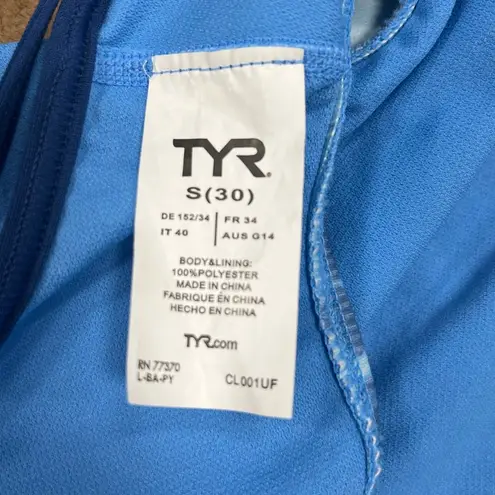 TYR
S(30)
DE 152/34 | FR 34
IT 40 | AUS G14
BODY&LINING:
100%POLYESTER
MADE IN CHINA
FABRIQUE ÉN CHINA
HECHO EN CHINA
TYR.com
RN 77370
L-BA-PY CL001UF